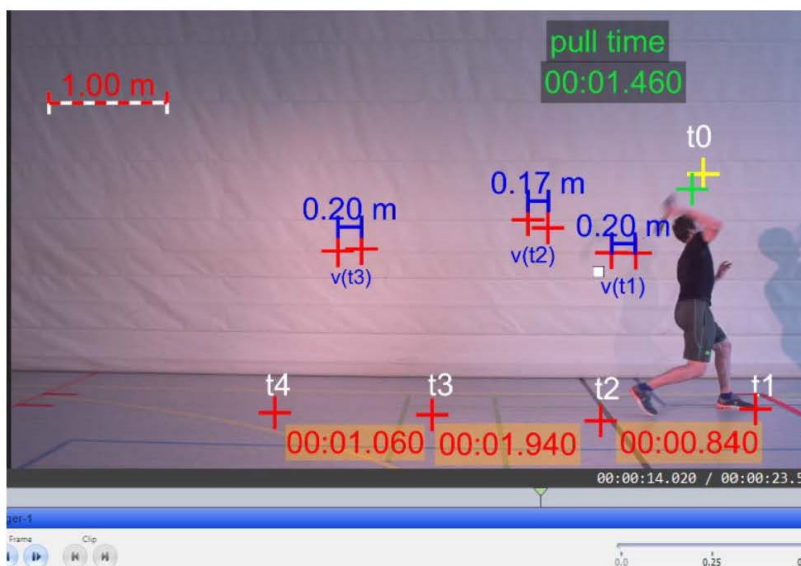 pull time
00:01.460
1.00 m
t0
0.17 m
0.20 m
0.20 m
v(t2)
v(t3)
v(t1)
t4
t3
t2
t1
00:01.060
00:01.940
00:00.840
00:00:14.020 / 00:00:23.5
ger-1
Frame
Clip
0.0
0.25